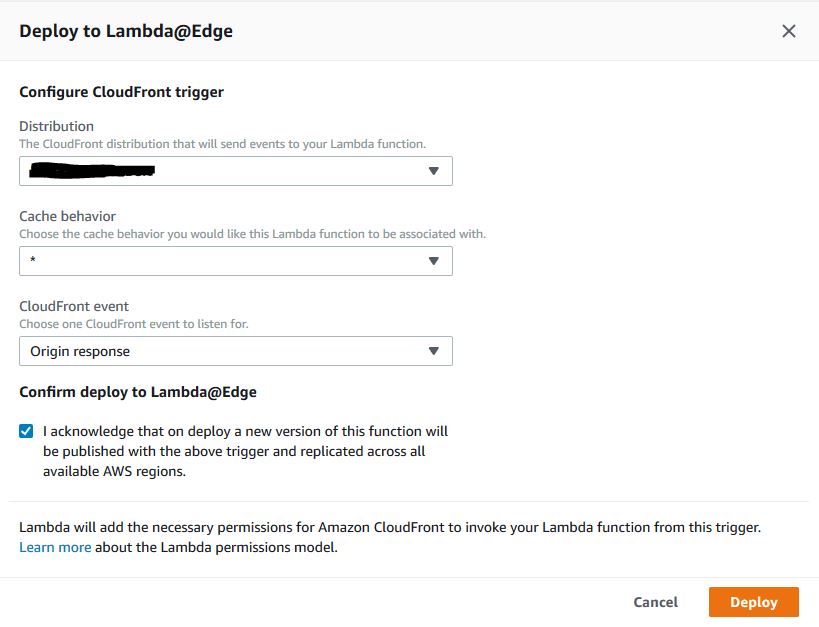 Deploy to Lambda@Edge
Configure CloudFront trigger
Distribution
The CloudFront distribution that will send events to your Lambda function.
Cache behavior
Choose the cache behavior you would like this Lambda function to be associated with.
*
CloudFront event
Choose one CloudFront event to listen for.
Origin response
Confirm deploy to Lambda@Edge
I acknowledge that on deploy a new version of this function will
be published with the above trigger and replicated across all
available AWS regions.
Lambda will add the necessary permissions for Amazon CloudFront to invoke your Lambda function from this trigger.
Learn more about the Lambda permissions model.
Cancel Deploy